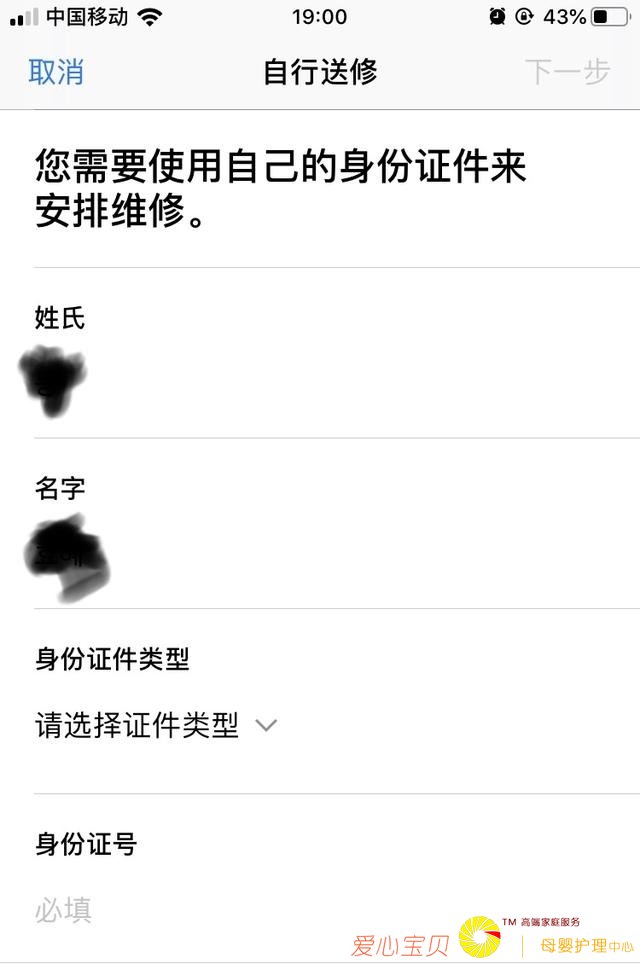 中国移动 19:00 43%
取消 自行送修 下一步
您需要使用自己的身份证件来
安排维修。
姓氏
名字
身份证件类型
请选择证件类型
身份证号
必填
爱心宝贝 TM 高端家庭服务
母婴护理中心